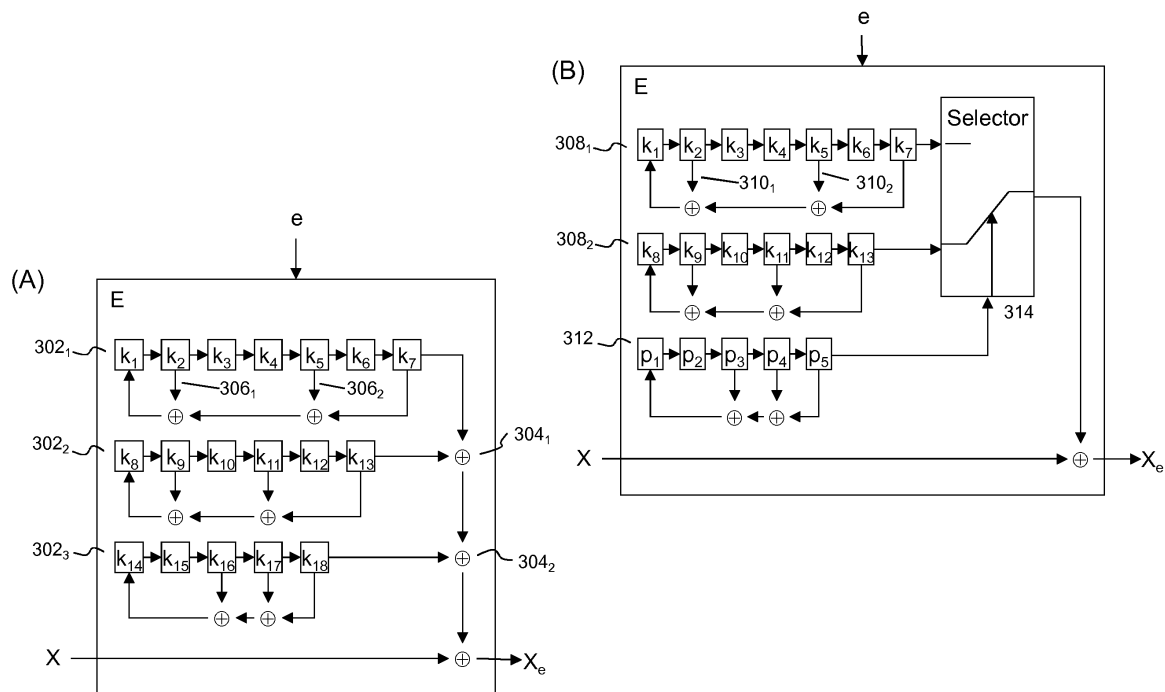 (A)
e
E
302₁
k₁ k₂ k₃ k₄ k₅ k₆ k₇
306₁ 306₂
302₂
k₈ k₉ k₁₀ k₁₁ k₁₂ k₁₃
304₁
302₃
k₁₄ k₁₅ k₁₆ k₁₇ k₁₈
304₂
X Xₑ
(B)
e
E
Selector
308₁
k₁ k₂ k₃ k₄ k₅ k₆ k₇
310₁ 310₂
308₂
k₈ k₉ k₁₀ k₁₁ k₁₂ k₁₃
314
312
p₁ p₂ p₃ p₄ p₅
X Xₑ